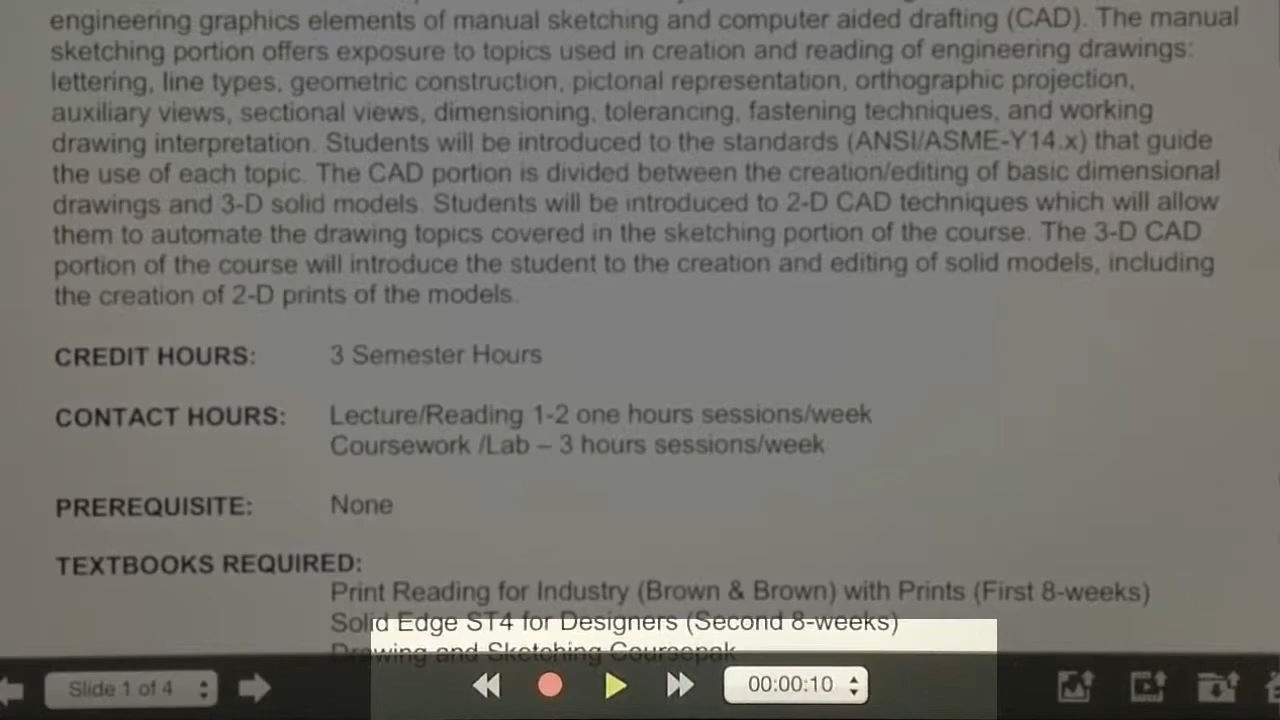 engineering graphics elements of manual sketching and computer aided drafting (CAD). The manual
sketching portion offers exposure to topics used in creation and reading of engineering drawings:
lettering, line types, geometric construction, pictorial representation, orthographic projection,
auxiliary views, sectional views, dimensioning, tolerancing, fastening techniques, and working
drawing interpretation. Students will be introduced to the standards (ANSI/ASME-Y14.x) that guide
the use of each topic. The CAD portion is divided between the creation/editing of basic dimensional
drawings and 3-D solid models. Students will be introduced to 2-D CAD techniques which will allow
them to automate the drawing topics covered in the sketching portion of the course. The 3-D CAD
portion of the course will introduce the student to the creation and editing of solid models, including
the creation of 2-D prints of the models.
CREDIT HOURS: 3 Semester Hours
CONTACT HOURS: Lecture/Reading 1-2 one hours sessions/week
Coursework /Lab – 3 hours sessions/week
PREREQUISITE: None
TEXTBOOKS REQUIRED:
Print Reading for Industry (Brown & Brown) with Prints (First 8-weeks)
Solid Edge ST4 for Designers (Second 8-weeks)
Drawing and Sketching Coursepak
Slide 1 of 4 00:00:10